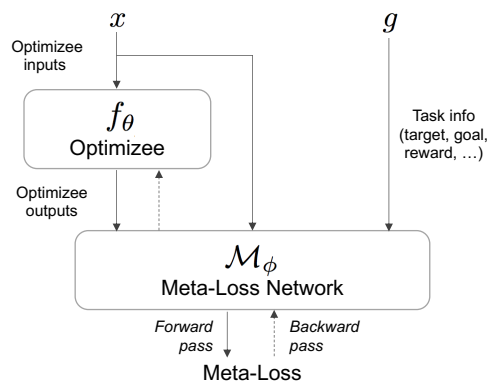 x
g
Optimizee
inputs
f_θ
Optimizee
Task info
(target, goal,
reward, …)
Optimizee
outputs
M_ϕ
Meta-Loss Network
Forward
pass
Backward
pass
Meta-Loss